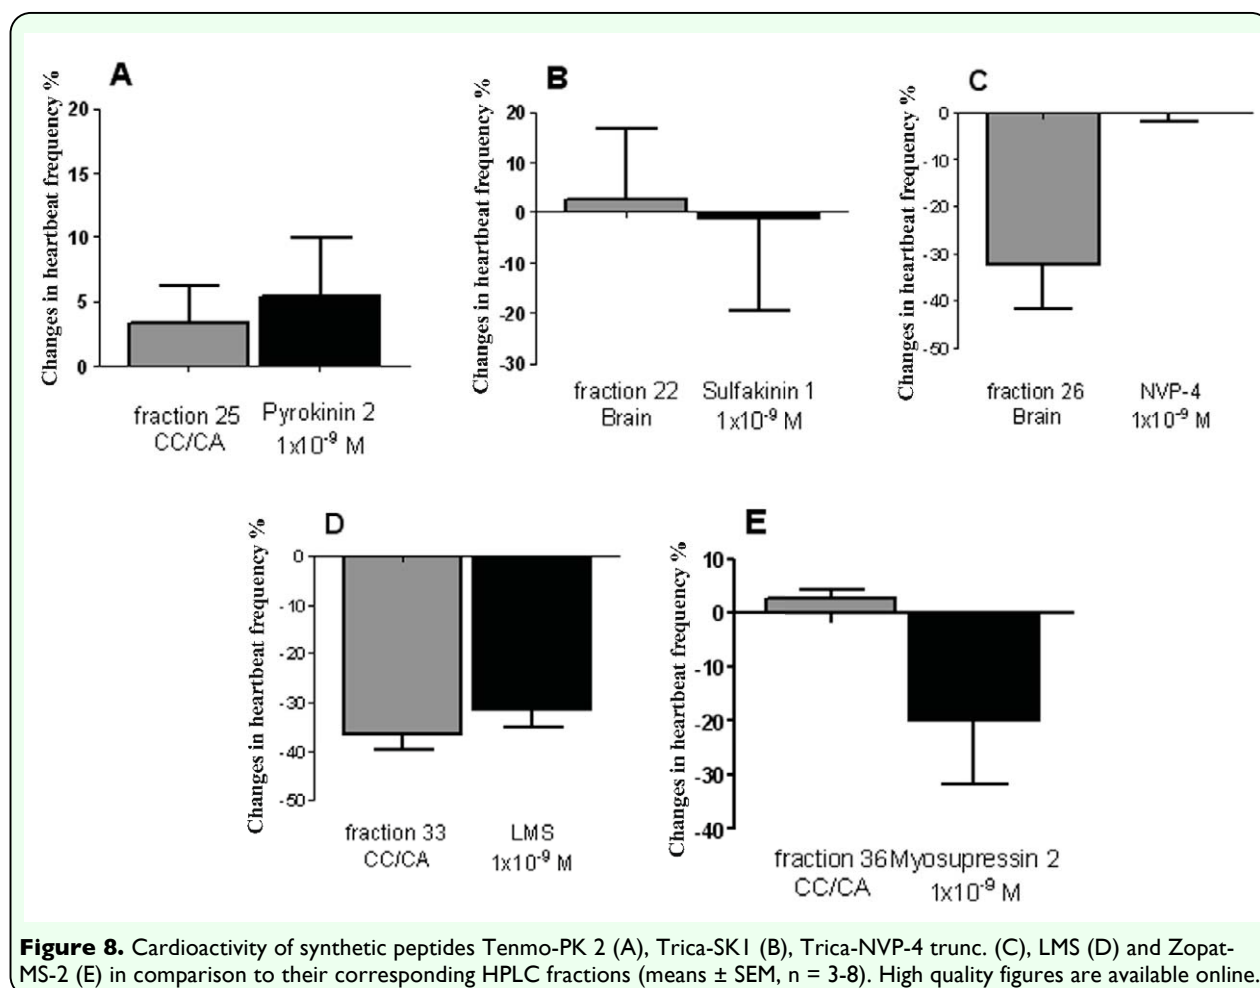 A
Changes in heartbeat frequency %
20
15
10
5
0
fraction 25
CC/CA
Pyrokinin 2
1x10⁻⁹ M
B
Changes in heartbeat frequency %
20
10
0
-10
-20
-30
fraction 22
Brain
Sulfakinin 1
1x10⁻⁹ M
C
Changes in heartbeat frequency %
0
-10
-20
-30
-40
-50
fraction 26
Brain
NVP-4
1x10⁻⁹ M
D
Changes in heartbeat frequency %
0
-10
-20
-30
-40
-50
fraction 33
CC/CA
LMS
1x10⁻⁹ M
E
Changes in heartbeat frequency %
10
0
-10
-20
-30
-40
fraction 36
CC/CA
Myosupressin 2
1x10⁻⁹ M
Figure 8. Cardioactivity of synthetic peptides Tenmo-PK 2 (A), Trica-SK1 (B), Trica-NVP-4 trunc. (C), LMS (D) and Zopat-
MS-2 (E) in comparison to their corresponding HPLC fractions (means ± SEM, n = 3-8). High quality figures are available online.